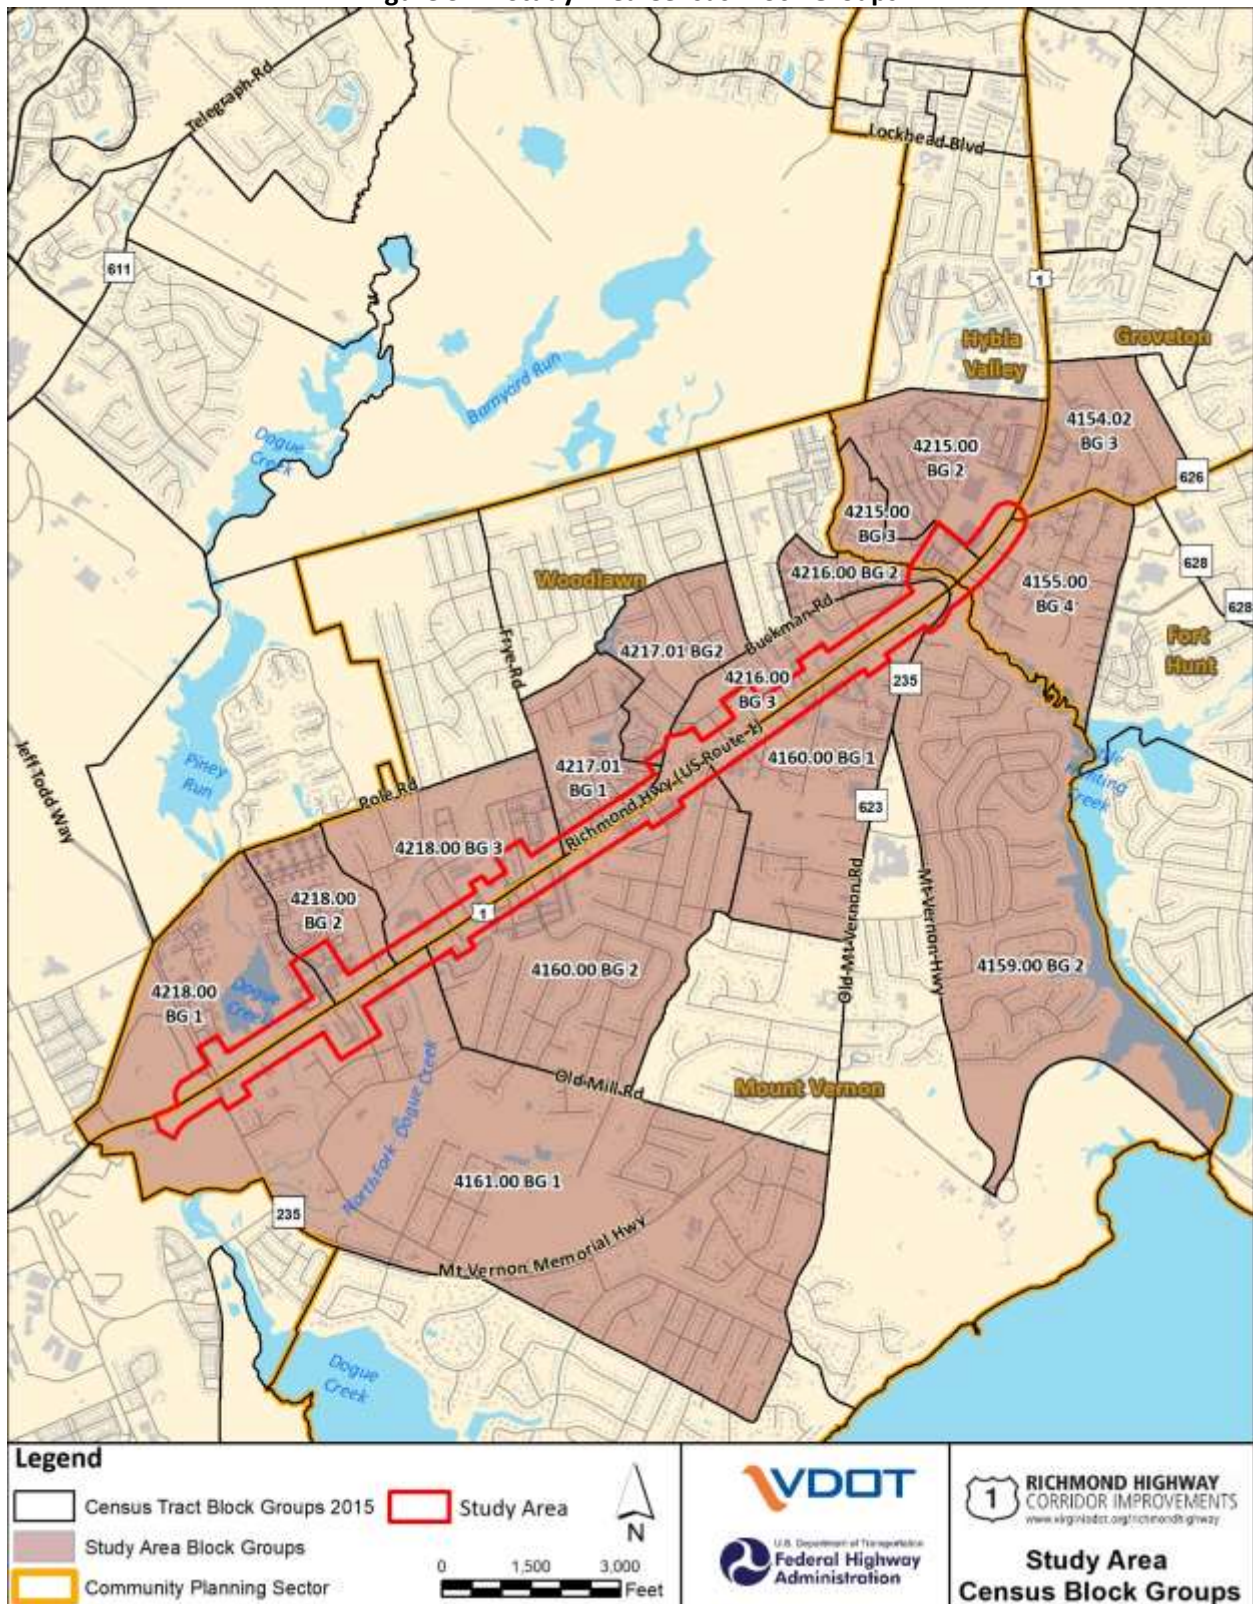 Telegraph-Rd
Lockhead Blvd
611
1
Hybla
Valley
Groveton
Barnyard Run
Dogue
Creek
4154.02
BG 3
4215.00
BG 2
626
4215.00
BG 3
4216.00 BG 2
Woodlawn
628
628
4155.00
BG 4
Buckman-Rd
Frye-Rd
4217.01 BG2
Fort
Hunt
235
4216.00
BG 3
Jeff Todd Way
Piney
Run
4217.01
BG 1
Richmond Hwy (US-Route-1)
4160.00 BG 1
Hunting
Creek
Pole Rd
623
4218.00 BG 3
4218.00
BG 2
1
Old-Mt-Vernon-Rd
Mt-Vernon-Hwy
4160.00 BG 2
4159.00 BG 2
4218.00
BG 1
Dogue
Creek
Old-Mill-Rd
Mount Vernon
North Fork Dogue Creek
4161.00 BG 1
235
Mt Vernon Memorial Hwy
Dogue
Creek
Legend
Census Tract Block Groups 2015
Study Area
Study Area Block Groups
Community Planning Sector
N
0 1,500 3,000
Feet
VDOT
U.S. Department of Transportation
Federal Highway
Administration
1
RICHMOND HIGHWAY
CORRIDOR IMPROVEMENTS
www.virginiadot.org/richmondhighway
Study Area
Census Block Groups